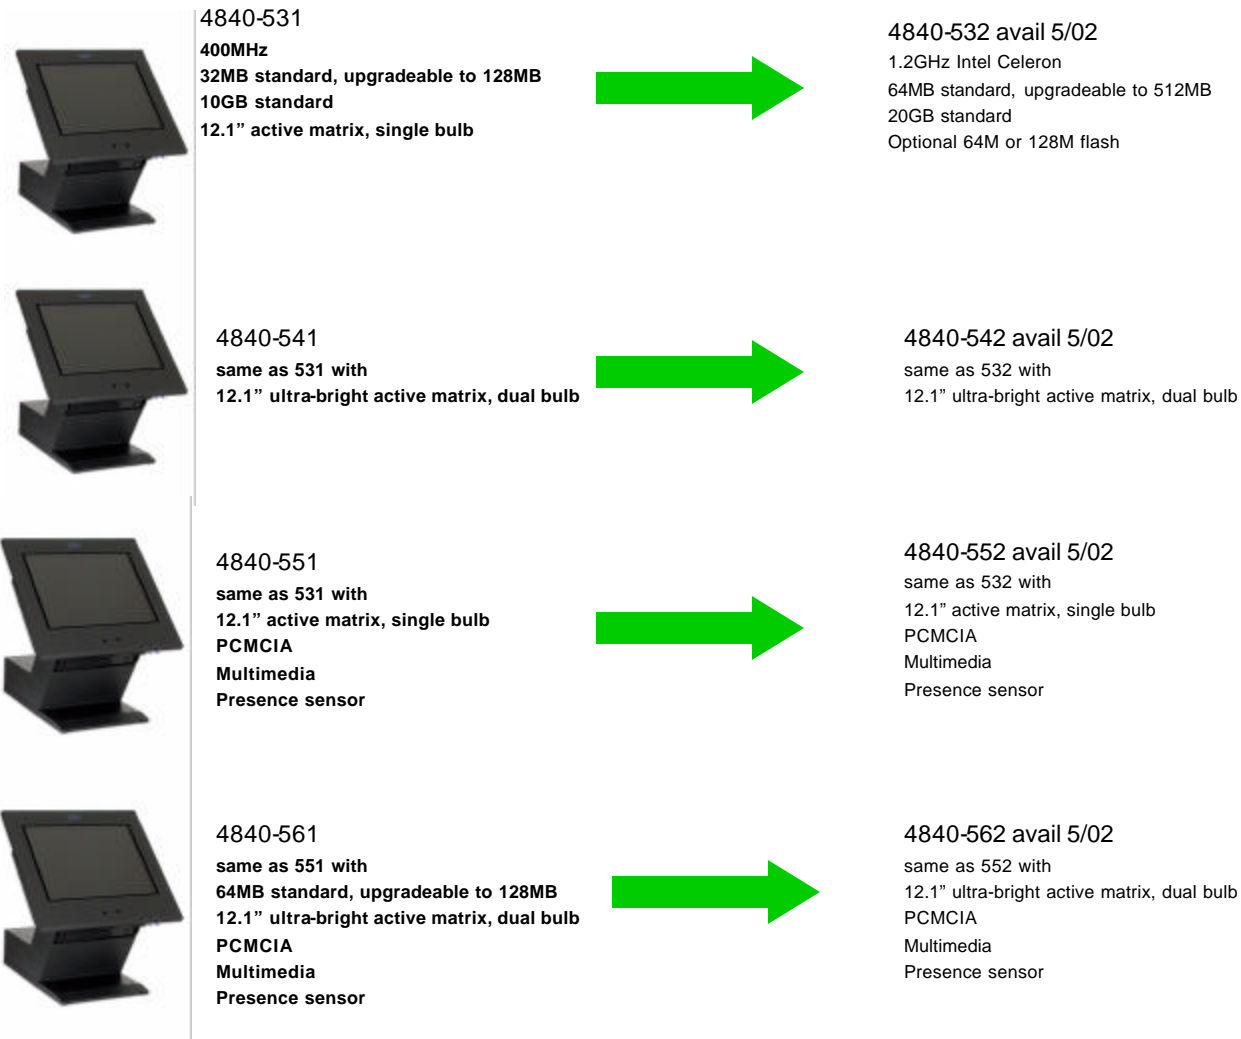 4840-531
400MHz
32MB standard, upgradeable to 128MB
10GB standard
12.1” active matrix, single bulb
4840-532 avail 5/02
1.2GHz Intel Celeron
64MB standard, upgradeable to 512MB
20GB standard
Optional 64M or 128M flash
4840-541
same as 531 with
12.1” ultra-bright active matrix, dual bulb
4840-542 avail 5/02
same as 532 with
12.1” ultra-bright active matrix, dual bulb
4840-551
same as 531 with
12.1” active matrix, single bulb
PCMCIA
Multimedia
Presence sensor
4840-552 avail 5/02
same as 532 with
12.1” active matrix, single bulb
PCMCIA
Multimedia
Presence sensor
4840-561
same as 551 with
64MB standard, upgradeable to 128MB
12.1” ultra-bright active matrix, dual bulb
PCMCIA
Multimedia
Presence sensor
4840-562 avail 5/02
same as 552 with
12.1” ultra-bright active matrix, dual bulb
PCMCIA
Multimedia
Presence sensor